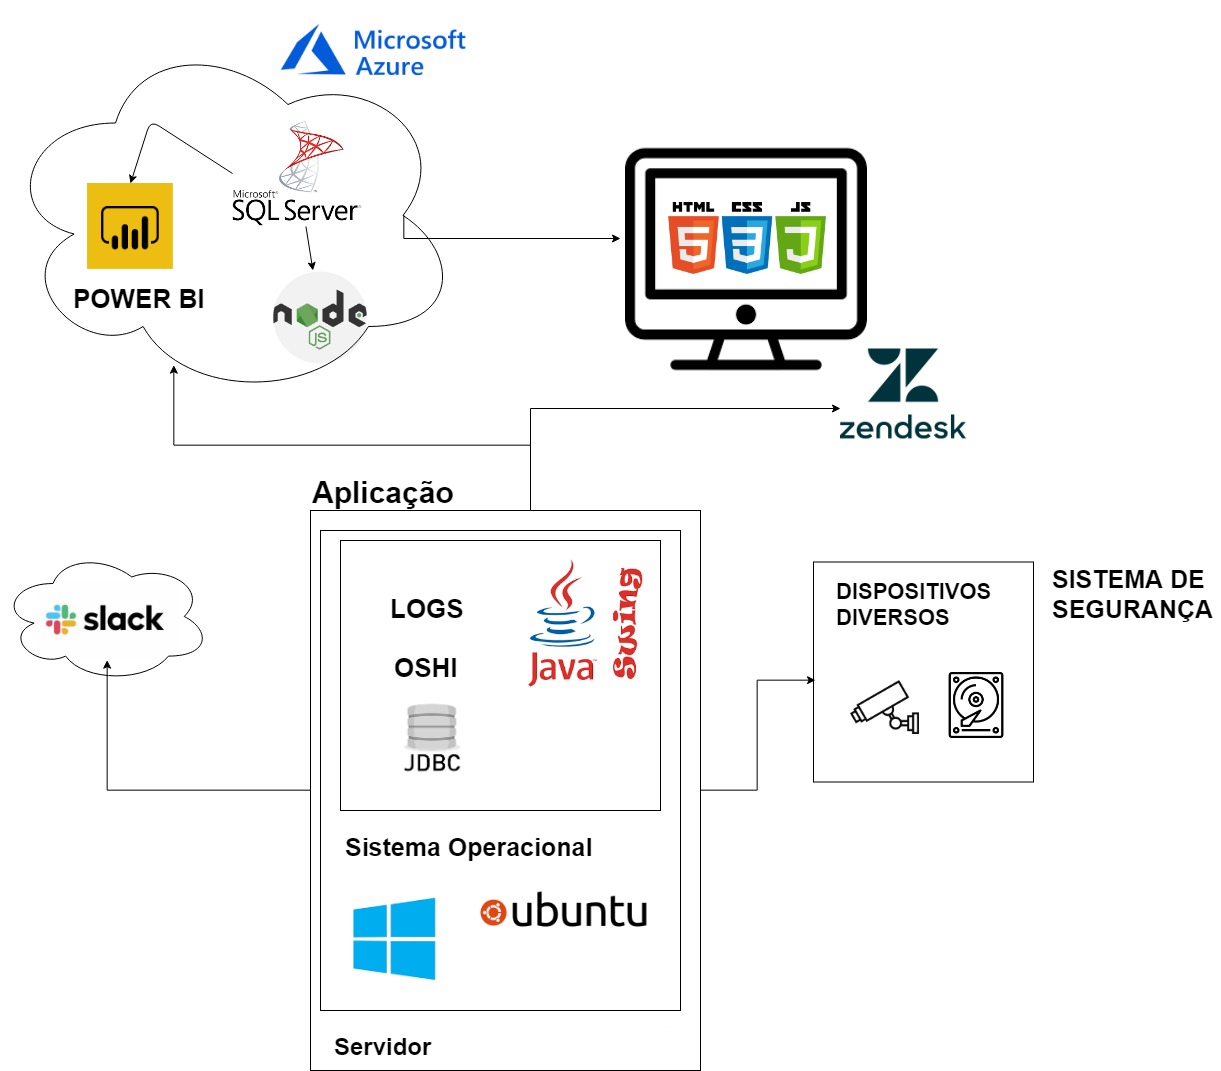 Microsoft
Azure
Microsoft®
SQL Server
POWER BI
node
JS
HTML
CSS
JS
5
3
J
zendesk
Aplicação
slack
LOGS
OSHI
JDBC
Java™
Swing
DISPOSITIVOS
DIVERSOS
SISTEMA DE
SEGURANÇA
Sistema Operacional
ubuntu
Servidor